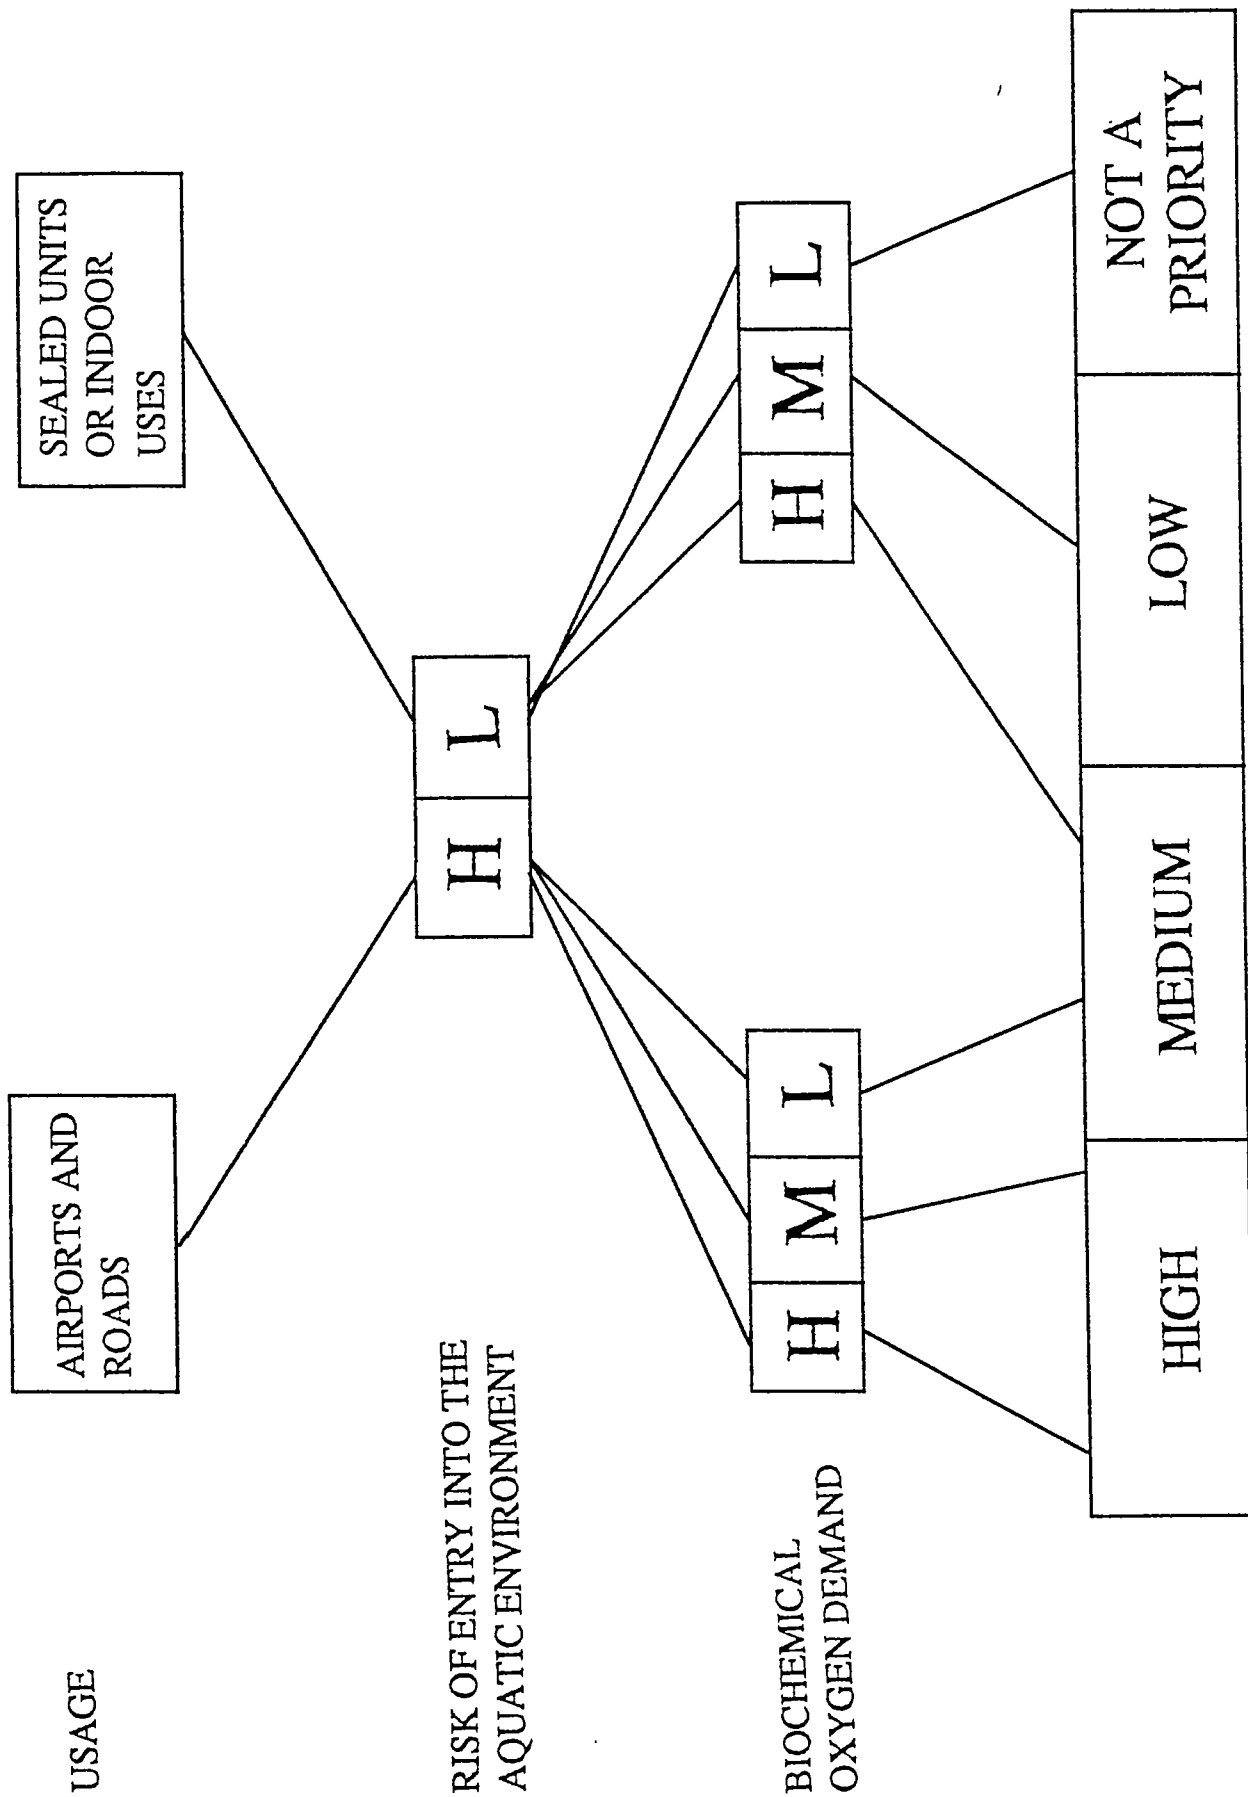 USAGE
AIRPORTS AND
ROADS
SEALED UNITS
OR INDOOR
USES
RISK OF ENTRY INTO THE
AQUATIC ENVIRONMENT
H
L
BIOCHEMICAL
OXYGEN DEMAND
H
M
L
H
M
L
HIGH
MEDIUM
LOW
NOT A
PRIORITY